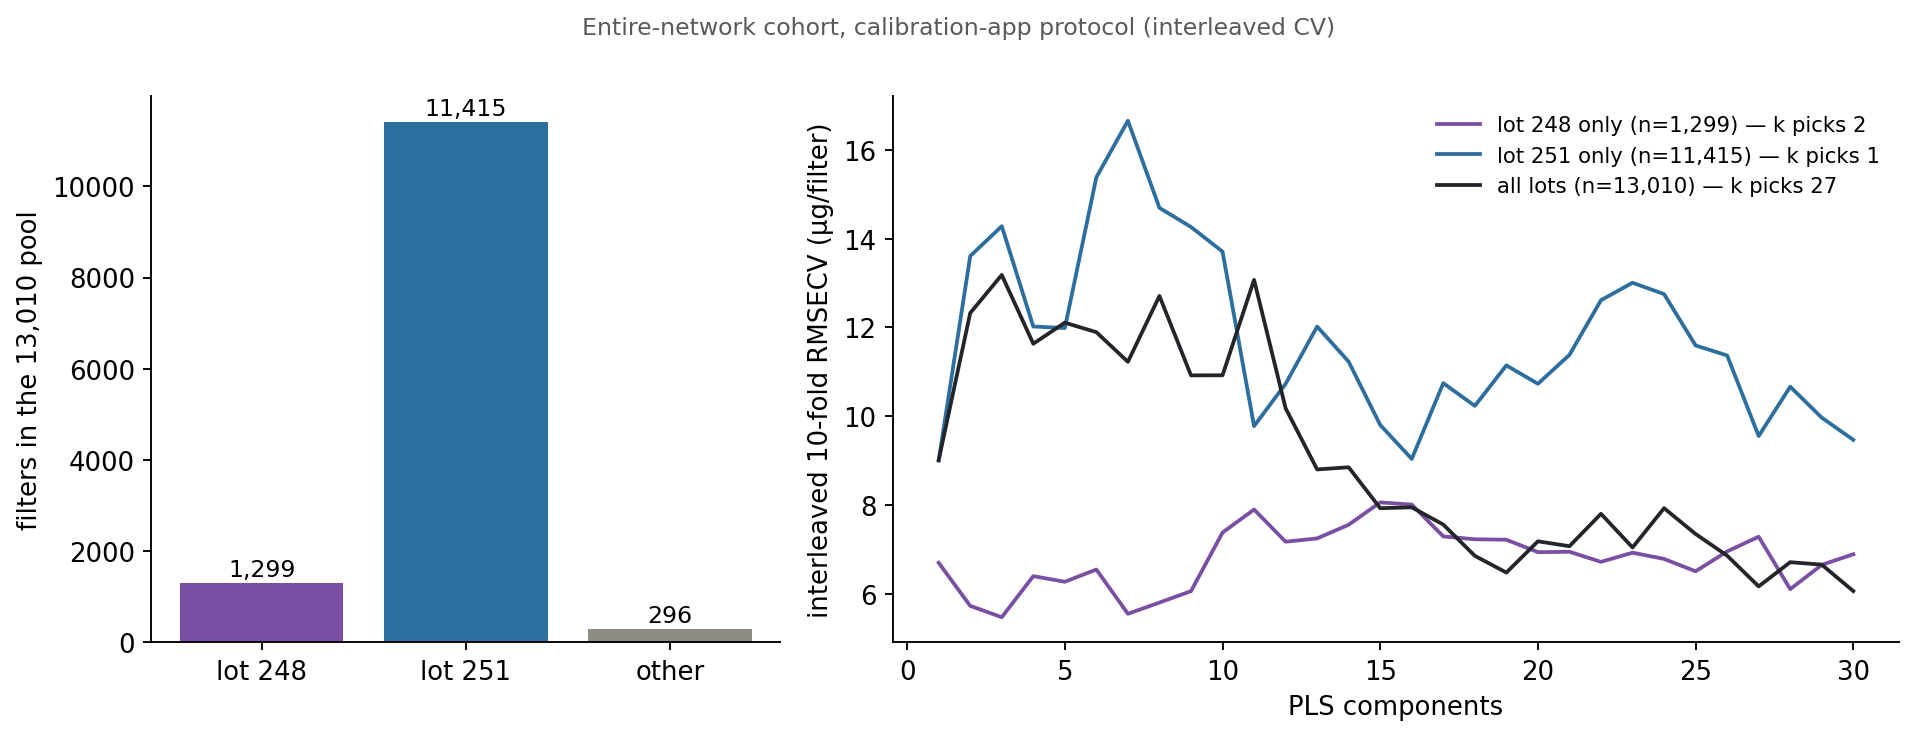 Entire-network cohort, calibration-app protocol (interleaved CV)
filters in the 13,010 pool
10000
8000
6000
4000
2000
0
1,299
11,415
296
lot 248
lot 251
other
interleaved 10-fold RMSECV (µg/filter)
16
14
12
10
8
6
lot 248 only (n=1,299) — k picks 2
lot 251 only (n=11,415) — k picks 1
all lots (n=13,010) — k picks 27
0
5
10
15
20
25
30
PLS components